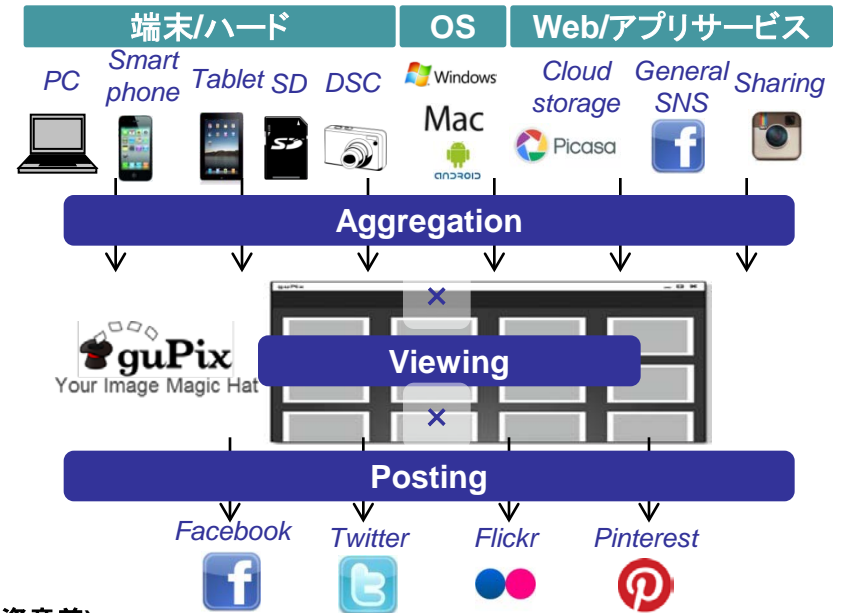 端末/ハード OS Web/アプリサービス
PC Smart phone Tablet SD DSC Windows Cloud storage General SNS Sharing
Mac
SD
Picasa
f
ANDROID
Aggregation
guPix
×
guPix
Your Image Magic Hat
Viewing
×
Posting
Facebook Twitter Flickr Pinterest
f t